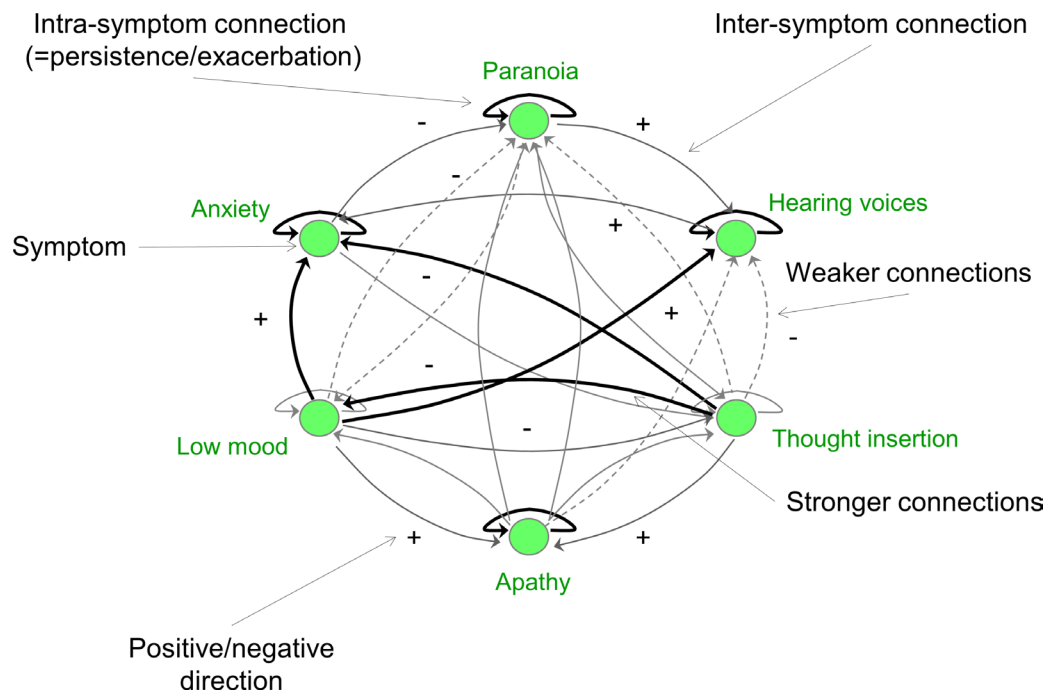 Intra-symptom connection
(=persistence/exacerbation)
Inter-symptom connection
Paranoia
-
+
-
Anxiety
Hearing voices
+
Symptom
-
Weaker connections
+
+
-
-
Low mood
-
Thought insertion
Stronger connections
+
+
Apathy
Positive/negative
direction